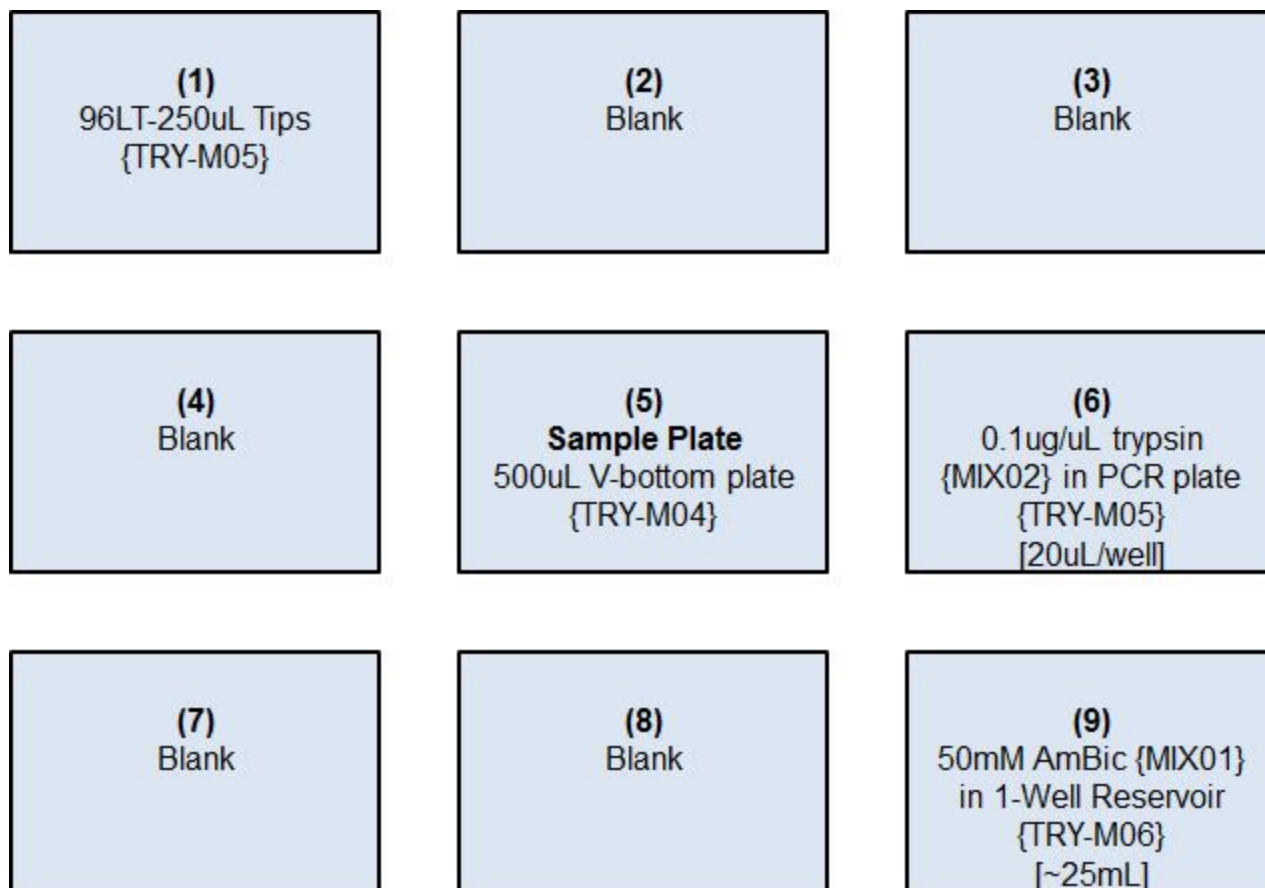 (1)
96LT-250uL Tips
{TRY-M05}
(2)
Blank
(3)
Blank
(4)
Blank
(5)
Sample Plate
500uL V-bottom plate
{TRY-M04}
(6)
0.1ug/uL trypsin
{MIX02} in PCR plate
{TRY-M05}
[20uL/well]
(7)
Blank
(8)
Blank
(9)
50mM AmBic {MIX01}
in 1-Well Reservoir
{TRY-M06}
[~25mL]